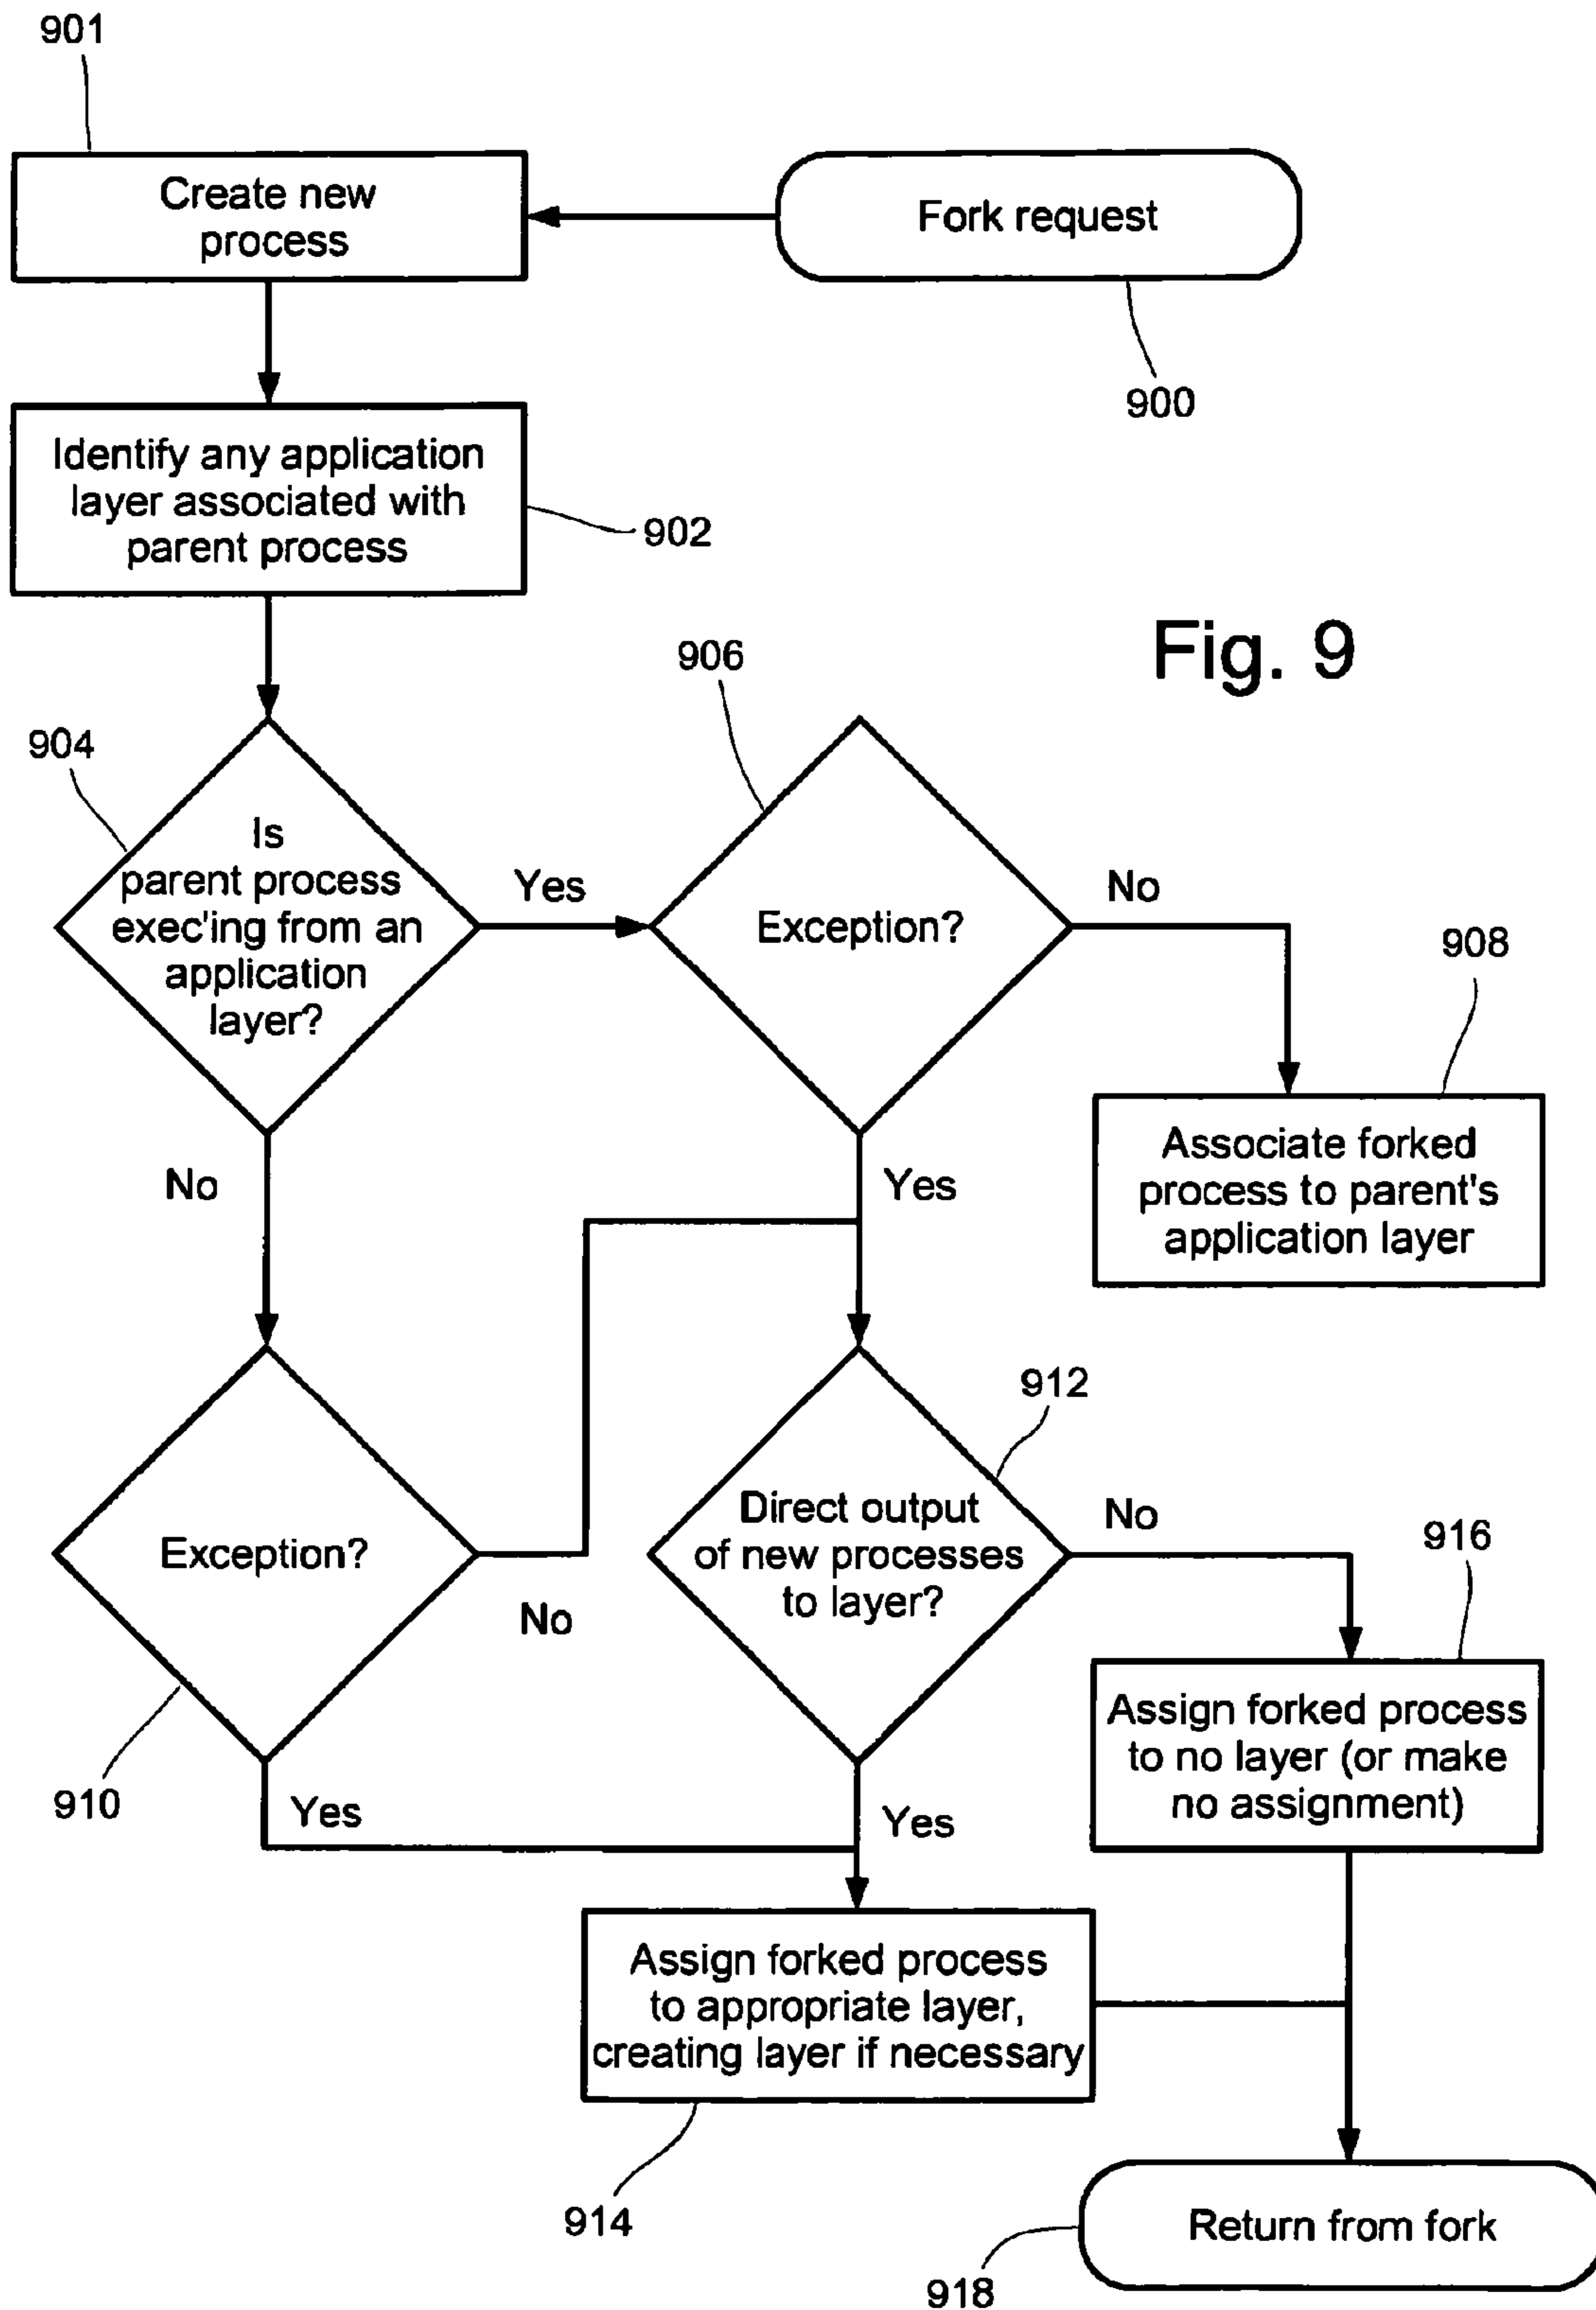 901
Create new
process
Fork request
900
Identify any application
layer associated with
parent process
902
Fig. 9
904
Is
parent process
exec'ing from an
application
layer?
Yes
906
Exception?
No
908
Associate forked
process to parent's
application layer
No
Yes
910
Exception?
No
Yes
912
Direct output
of new processes
to layer?
No
Yes
916
Assign forked process
to no layer (or make
no assignment)
Assign forked process
to appropriate layer,
creating layer if necessary
914
Return from fork
918